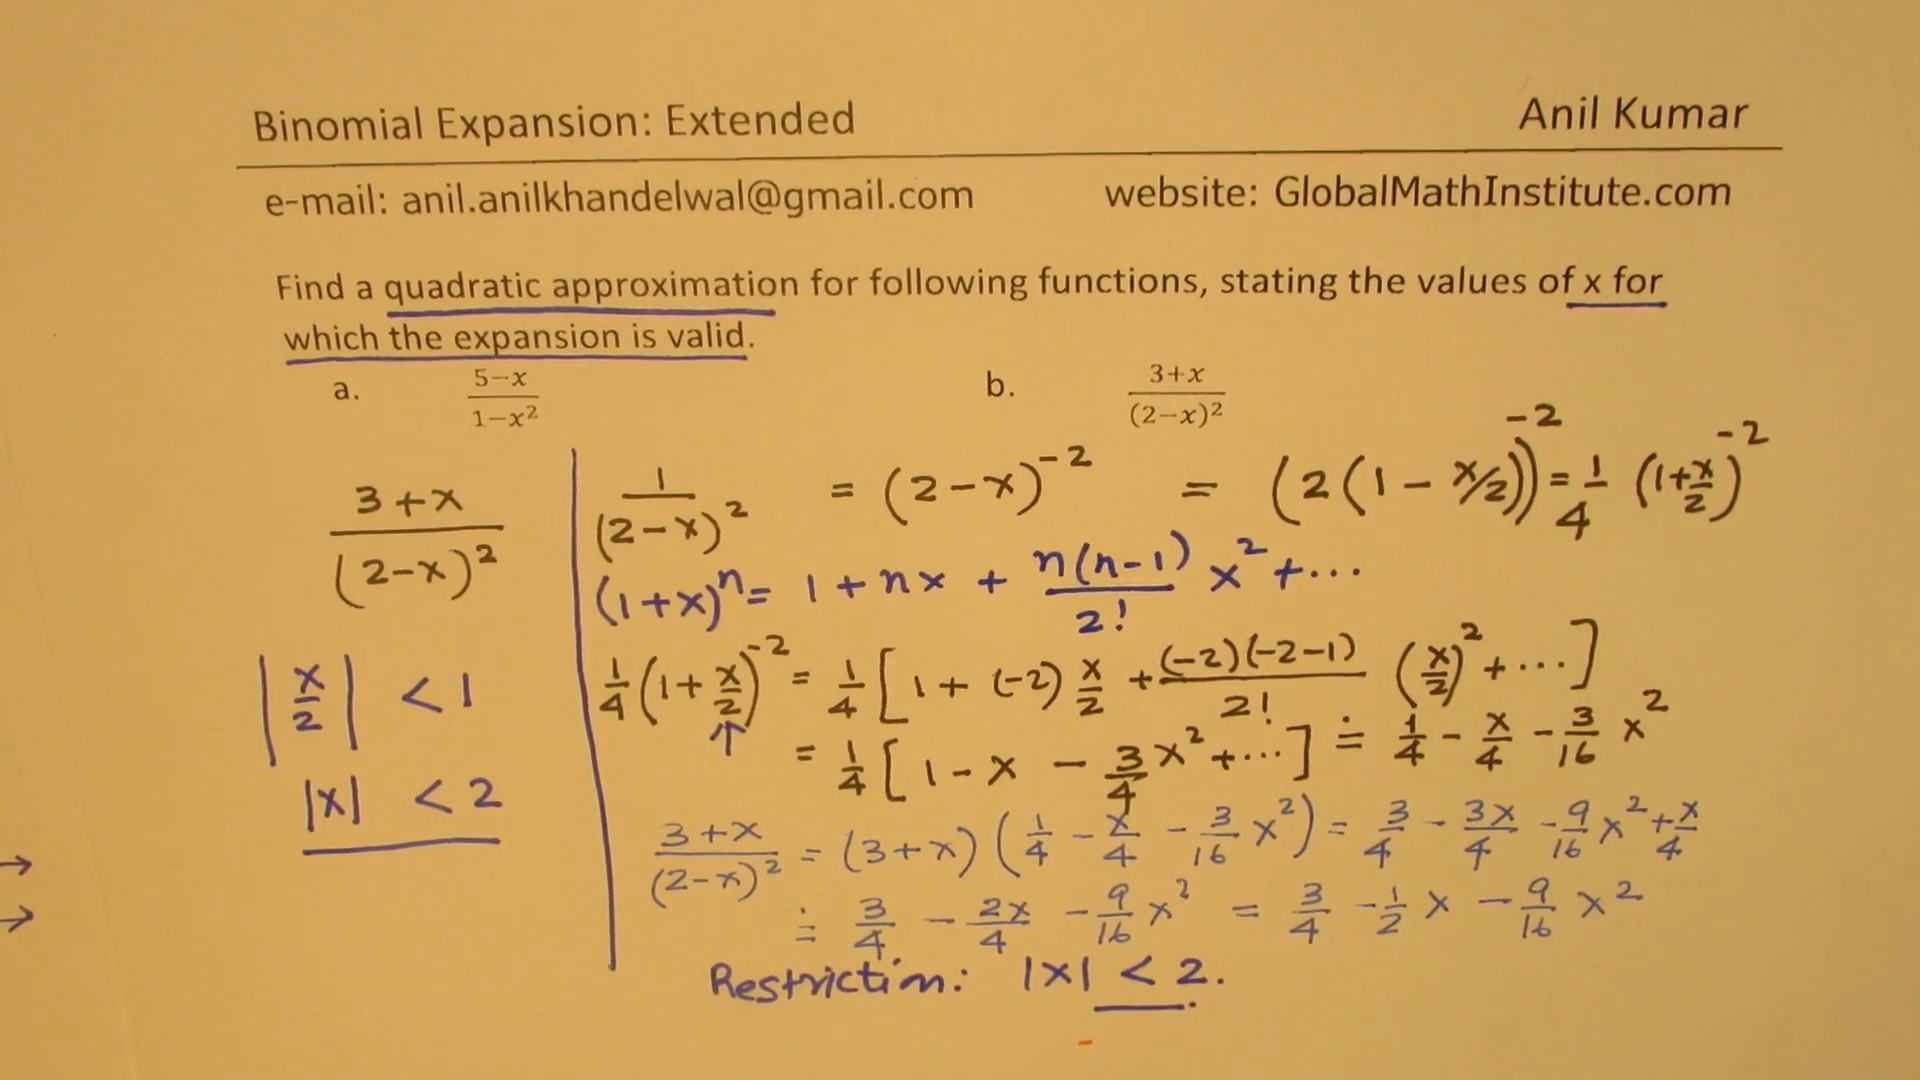 Binomial Expansion: Extended Anil Kumar
e-mail: anil.anilkhandelwal@gmail.com website: GlobalMathInstitute.com
Find a quadratic approximation for following functions, stating the values of x for
which the expansion is valid.
a. (5−x)/(1−x²) b. (3+x)/(2−x)²
(3+x)/(2-x)²
|x/2| < 1
|x| < 2
→
→
1/(2-x)² = (2-x)⁻² = (2(1 - x/2))⁻² = 1/4 (1+x/2)⁻²
(1+x)ⁿ = 1 + nx + n(n-1)/2! x² + ...
1/4 (1 + x/2)⁻² = 1/4 [1 + (-2) x/2 + (-2)(-2-1)/2! (x/2)² + ...]
↑
= 1/4 [1 - x - 3/4 x² + ...] ≐ 1/4 - x/4 - 3/16 x²
(3+x)/(2-x)² = (3+x) (1/4 - x/4 - 3/16 x²) = 3/4 - 3x/4 - 9/16 x² + x/4
≐ 3/4 - 2x/4 - 9/16 x² = 3/4 - 1/2 x - 9/16 x²
Restriction: |x| < 2.